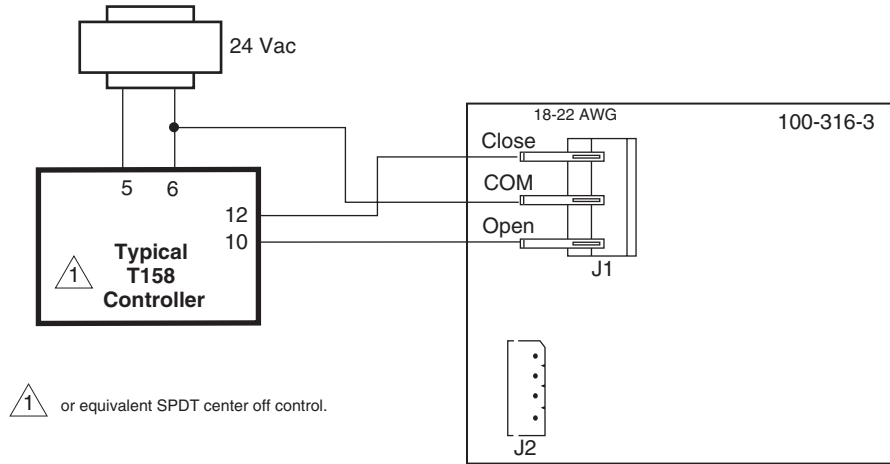 24 Vac
18-22 AWG
100-316-3
Close
COM
Open
J1
5 6
12
10
Typical
T158
Controller
1
1 or equivalent SPDT center off control.
J2